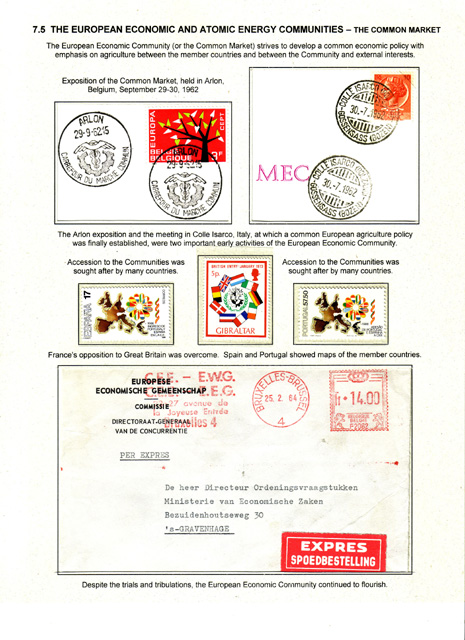 7.5 THE EUROPEAN ECONOMIC AND ATOMIC ENERGY COMMUNITIES – THE COMMON MARKET
The European Economic Community (or the Common Market) strives to develop a common economic policy with
emphasis on agriculture between the member countries and between the Community and external interests.
Exposition of the Common Market, held in Arlon,
Belgium, September 29-30, 1962
ARLON
29-9-6215
CARREFOUR DU MARCHE COMMUN
EUROPA
CEPT
BELGIE
BELGIQUE
3F
ARLON
29-9-6215
CARREFOUR DU MARCHE COMMUN
MEC
COLLE ISARCO
30.-7.1962
GOSSENSASS (BOZEN)
COLLE ISARCO
30.-7.1962
GOSSENSASS (BOZEN)
The Arlon exposition and the meeting in Colle Isarco, Italy, at which a common European agriculture policy
was finally established, were two important early activities of the European Economic Community.
Accession to the Communities was
sought after by many countries.
Accession to the Communities was
sought after by many countries.
ESPAÑA 17
BRITISH ENTRY JANUARY 1973
5p.
GIBRALTAR
PORTUGAL 57.50
France's opposition to Great Britain was overcome. Spain and Portugal showed maps of the member countries.
EUROPESE
ECONOMISCHE GEMEENSCHAP
COMMISSIE
DIRECTORAAT-GENERAAL
VAN DE CONCURRENTIE
C.E.E. - E.W.G.
27 avenue de
la Joyeuse Entrée
Bruxelles 4
BRUXELLES-BRUSSEL
25. 2. 64
4
fr 14.00
BELGIQUE
BELGIE
PER EXPRES
De heer Directeur Ordeningsvraagstukken
Ministerie van Economische Zaken
Bezuidenhoutseweg 30
's-GRAVENHAGE
EXPRES
SPOEDBESTELLING
Despite the trials and tribulations, the European Economic Community continued to flourish.